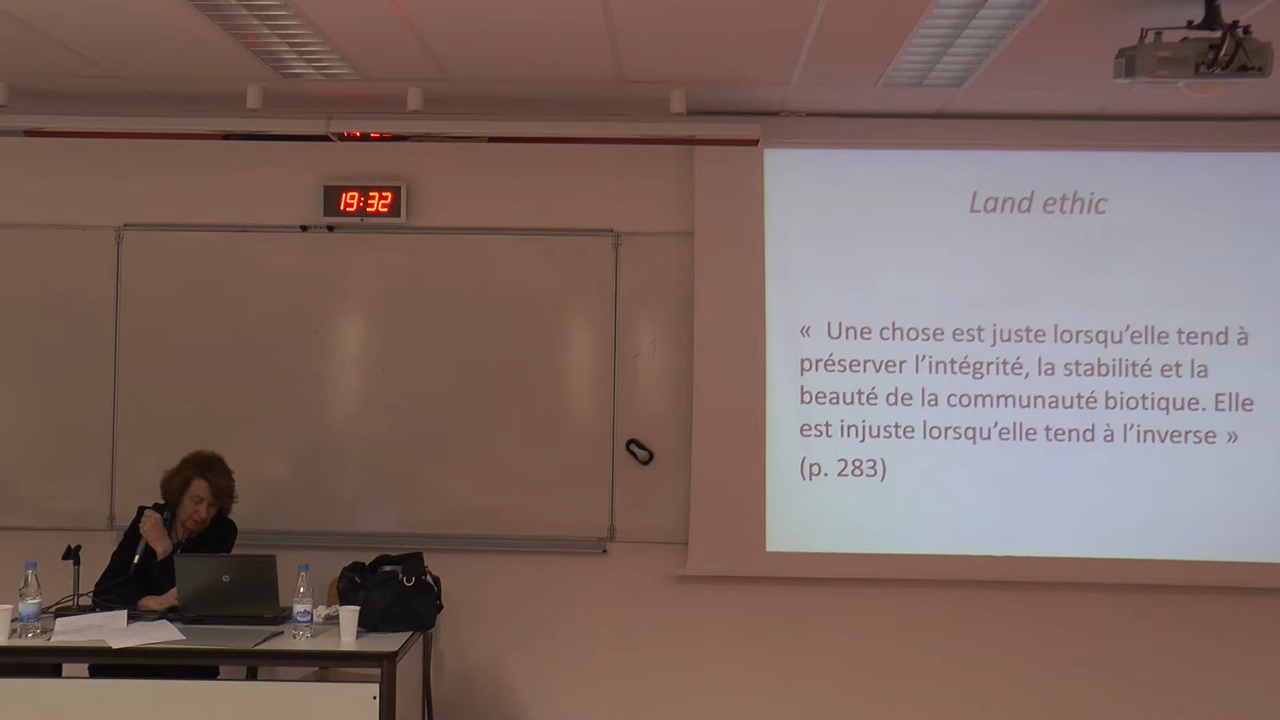 19:32
Land ethic
« Une chose est juste lorsqu’elle tend à
préserver l’intégrité, la stabilité et la
beauté de la communauté biotique. Elle
est injuste lorsqu’elle tend à l’inverse »
(p. 283)
hp